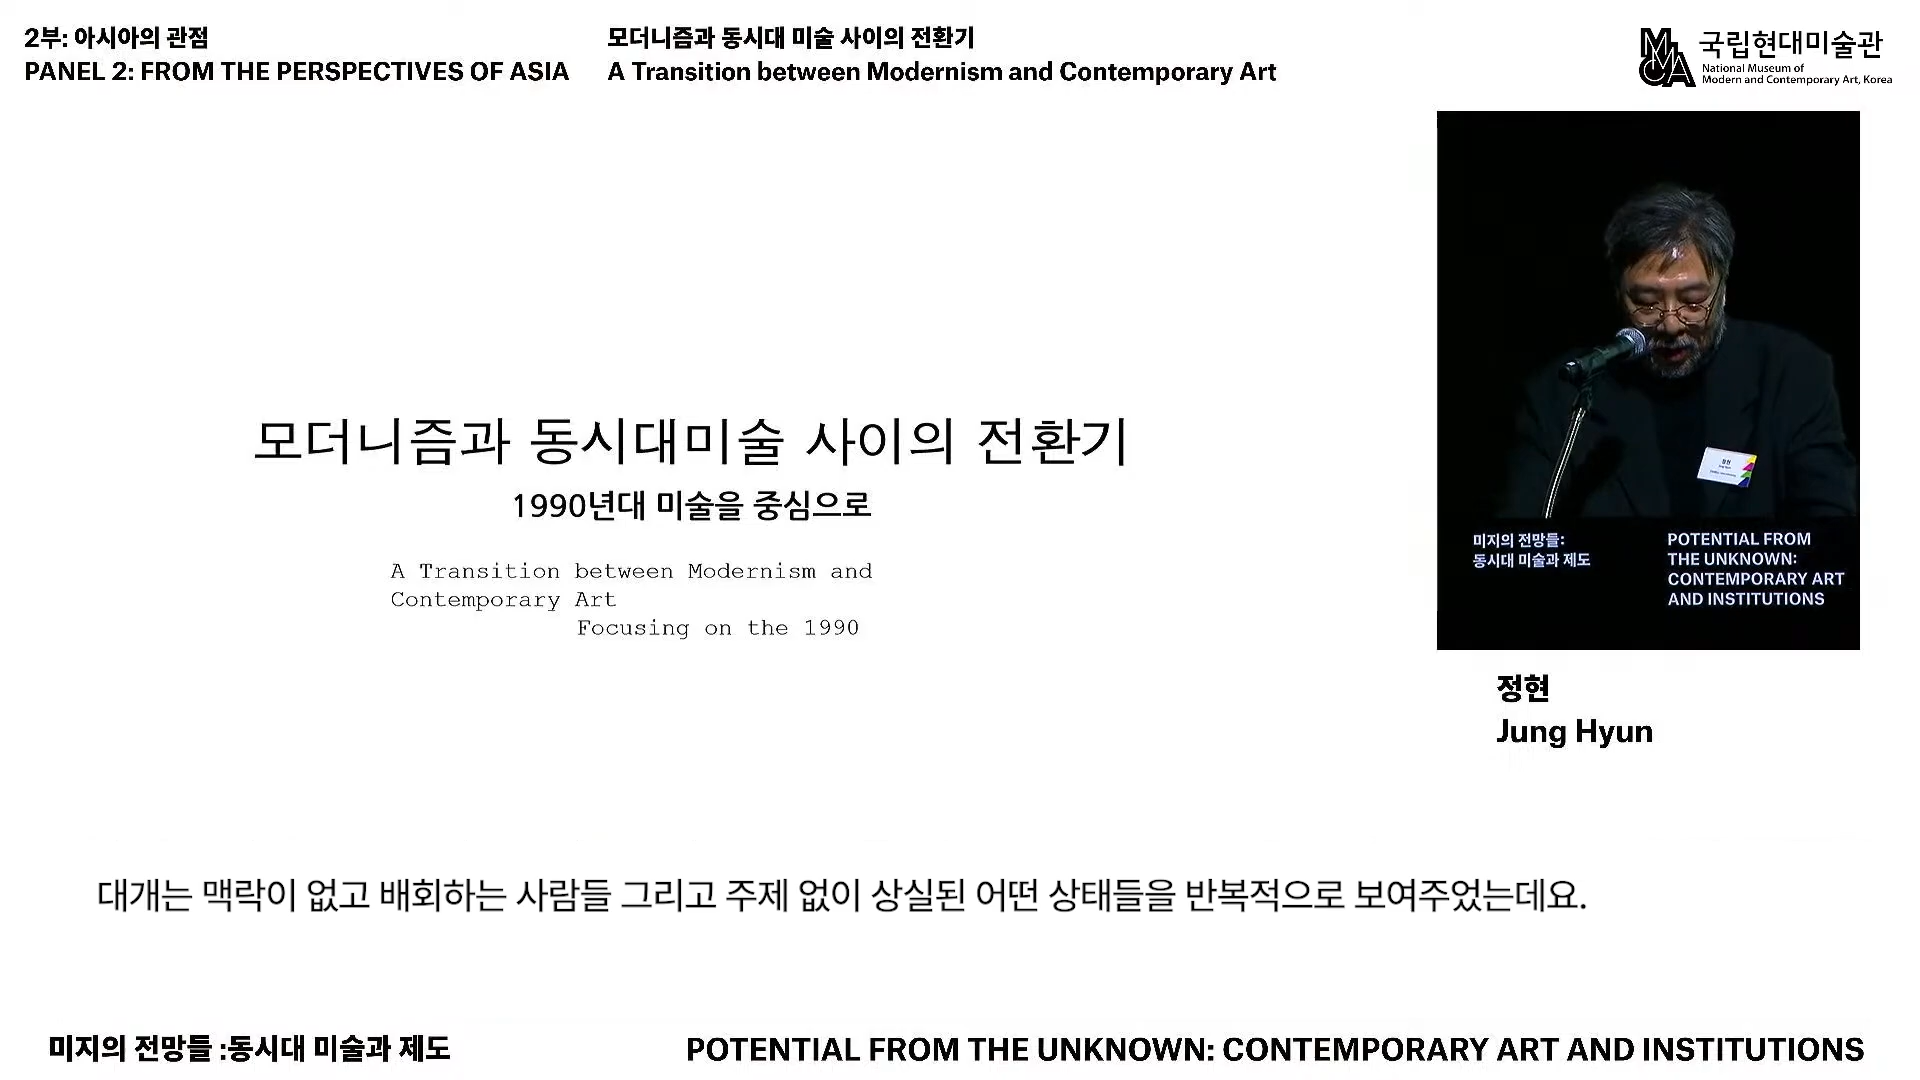 2부: 아시아의 관점
PANEL 2: FROM THE PERSPECTIVES OF ASIA
모더니즘과 동시대 미술 사이의 전환기
A Transition between Modernism and Contemporary Art
MMCA
국립현대미술관
National Museum of
Modern and Contemporary Art, Korea
모더니즘과 동시대미술 사이의 전환기
1990년대 미술을 중심으로
A Transition between Modernism and
Contemporary Art
Focusing on the 1990
정현
미지의 전망들:
동시대 미술과 제도
POTENTIAL FROM
THE UNKNOWN:
CONTEMPORARY ART
AND INSTITUTIONS
정현
Jung Hyun
대개는 맥락이 없고 배회하는 사람들 그리고 주제 없이 상실된 어떤 상태들을 반복적으로 보여주었는데요.
미지의 전망들 :동시대 미술과 제도
POTENTIAL FROM THE UNKNOWN: CONTEMPORARY ART AND INSTITUTIONS